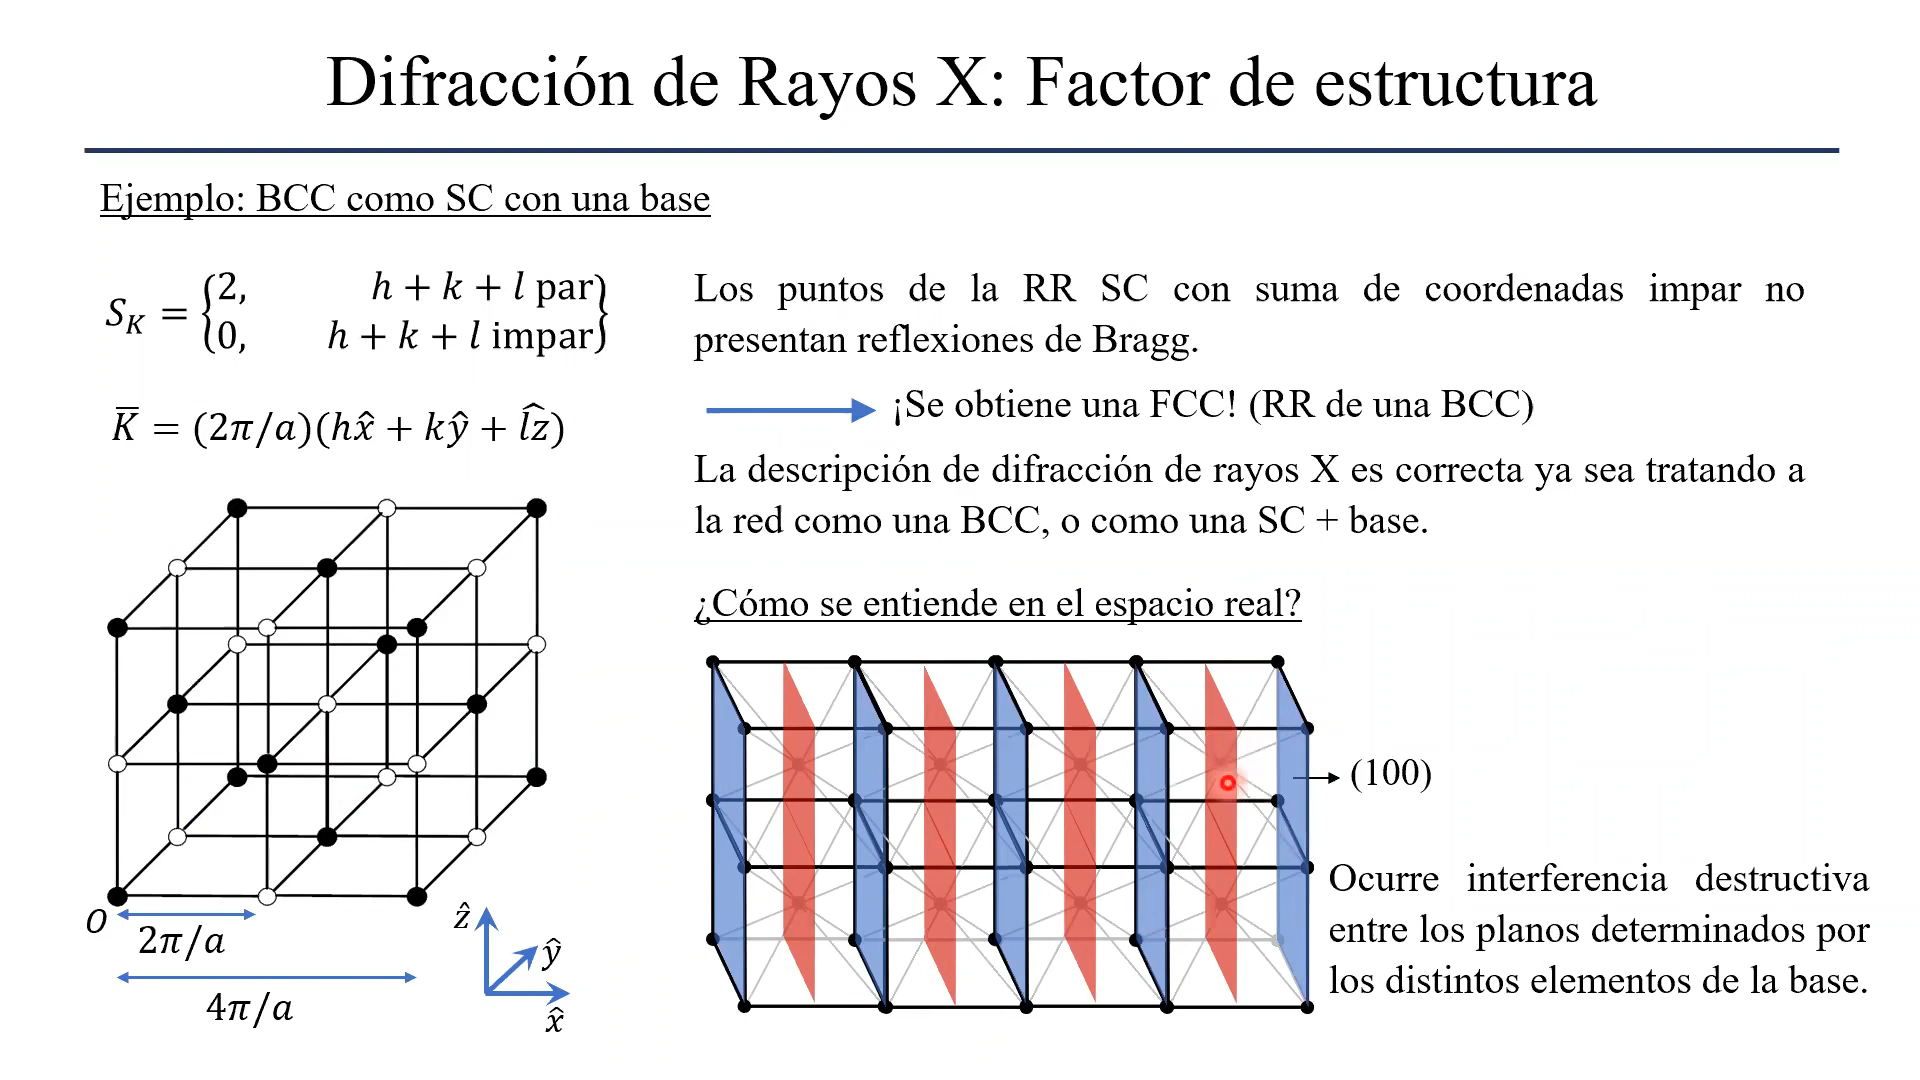 Difracción de Rayos X: Factor de estructura
Ejemplo: BCC como SC con una base
S_K = {2, h + k + l par
0, h + k + l impar}
K̅ = (2π/a)(hx̂ + kŷ + l͡z)
O
2π/a
4π/a
ẑ
ŷ
x̂
Los puntos de la RR SC con suma de coordenadas impar no
presentan reflexiones de Bragg.
¡Se obtiene una FCC! (RR de una BCC)
La descripción de difracción de rayos X es correcta ya sea tratando a
la red como una BCC, o como una SC + base.
¿Cómo se entiende en el espacio real?
(100)
Ocurre interferencia destructiva
entre los planos determinados por
los distintos elementos de la base.